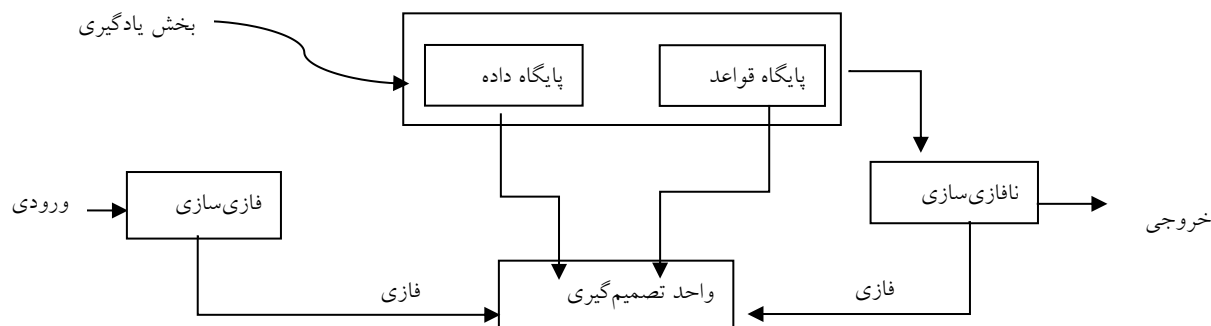 بخش یادگیری
پایگاه داده
پایگاه قواعد
ورودی
فازی‌سازی
نافازی‌سازی
خروجی
فازی
واحد تصمیم‌گیری
فازی